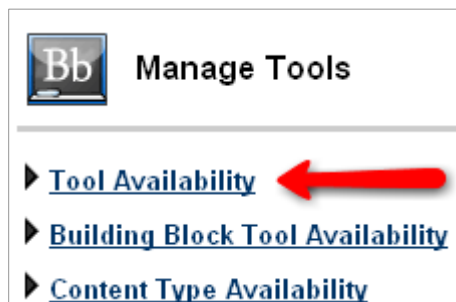 Bb Manage Tools
Tool Availability
Building Block Tool Availability
Content Type Availability